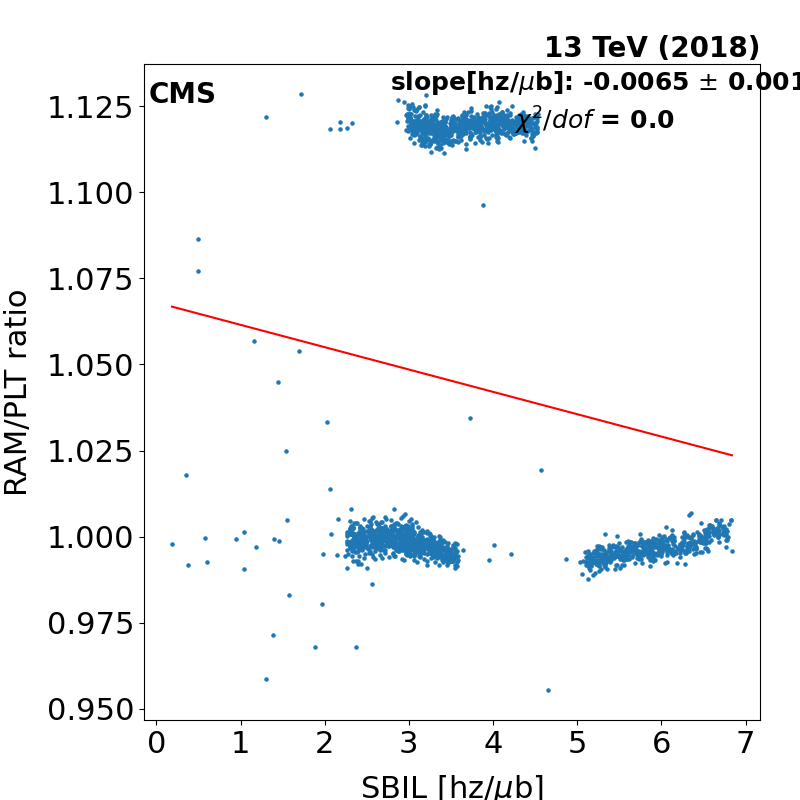 13 TeV (2018)
CMS
slope[hz/μb]: -0.0065 ± 0.001
χ²/dof = 0.0
1.125
1.100
1.075
1.050
1.025
1.000
0.975
0.950
RAM/PLT ratio
0 1 2 3 4 5 6 7
SBIL [hz/μb]